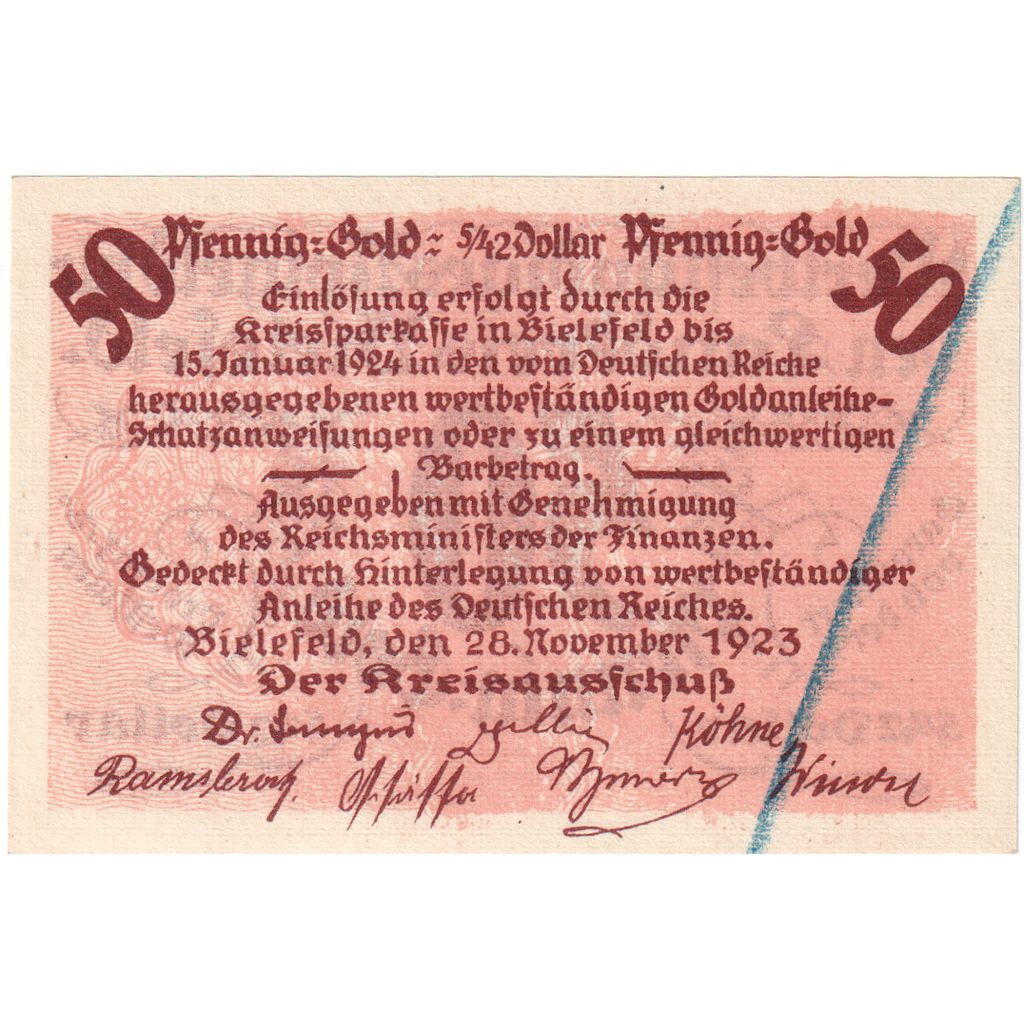 50 Pfennig=Gold ~ 5/42 Dollar Pfennig=Gold 50
Einlösung erfolgt durch die
Kreissparkasse in Bielefeld bis
15. Januar 1924 in den vom Deutschen Reiche
herausgegebenen wertbeständigen Goldanleihe-
Schatzanweisungen oder zu einem gleichwertigen
Barbetrag.
Ausgegeben mit Genehmigung
des Reichsministers der Finanzen.
Gedeckt durch Hinterlegung von wertbeständiger
Anleihe des Deutschen Reiches.
Bielefeld, den 28. November 1923
Der Kreisausschuß
Dr. Köhne